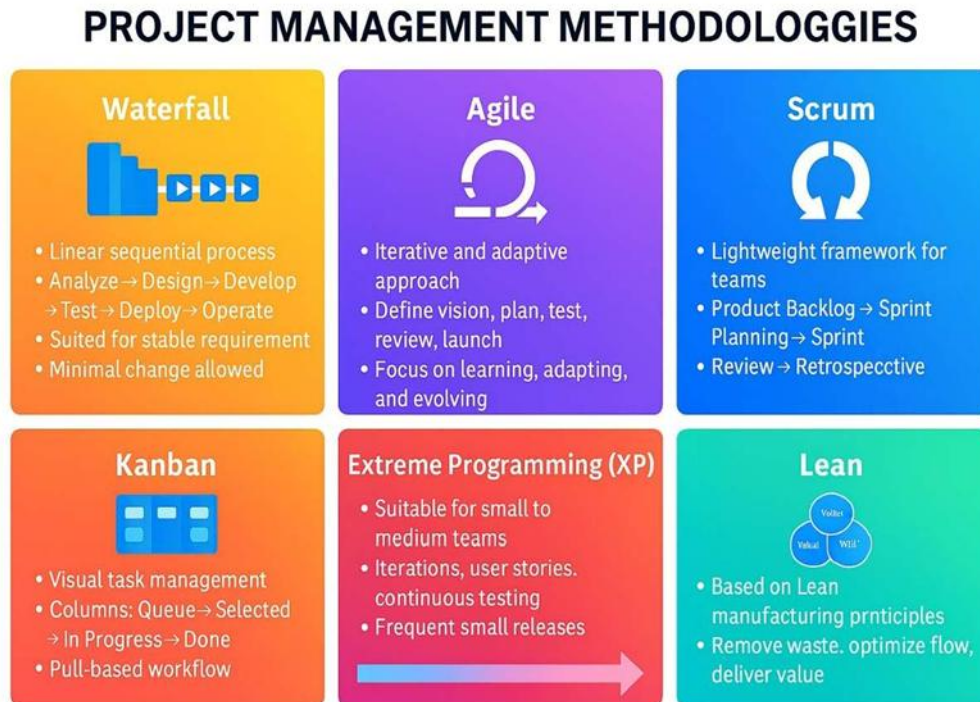 PROJECT MANAGEMENT METHODOLOGGIES
Waterfall
• Linear sequential process
• Analyze → Design → Develop
→ Test → Deploy → Operate
• Suited for stable requirement
• Minimal change allowed
Agile
• Iterative and adaptive
approach
• Define vision, plan, test,
review, launch
• Focus on learning, adapting,
and evolving
Scrum
• Lightweight framework for
teams
• Product Backlog → Sprint
Planning → Sprint
• Review → Retrospecctive
Kanban
• Visual task management
• Columns: Queue → Selected
→ In Progress → Done
• Pull-based workflow
Extreme Programming (XP)
• Suitable for small to
medium teams
• Iterations, user stories.
continuous testing
• Frequent small releases
Lean
• Based on Lean
manufacturing prnticiples
• Remove waste. optimize flow,
deliver value